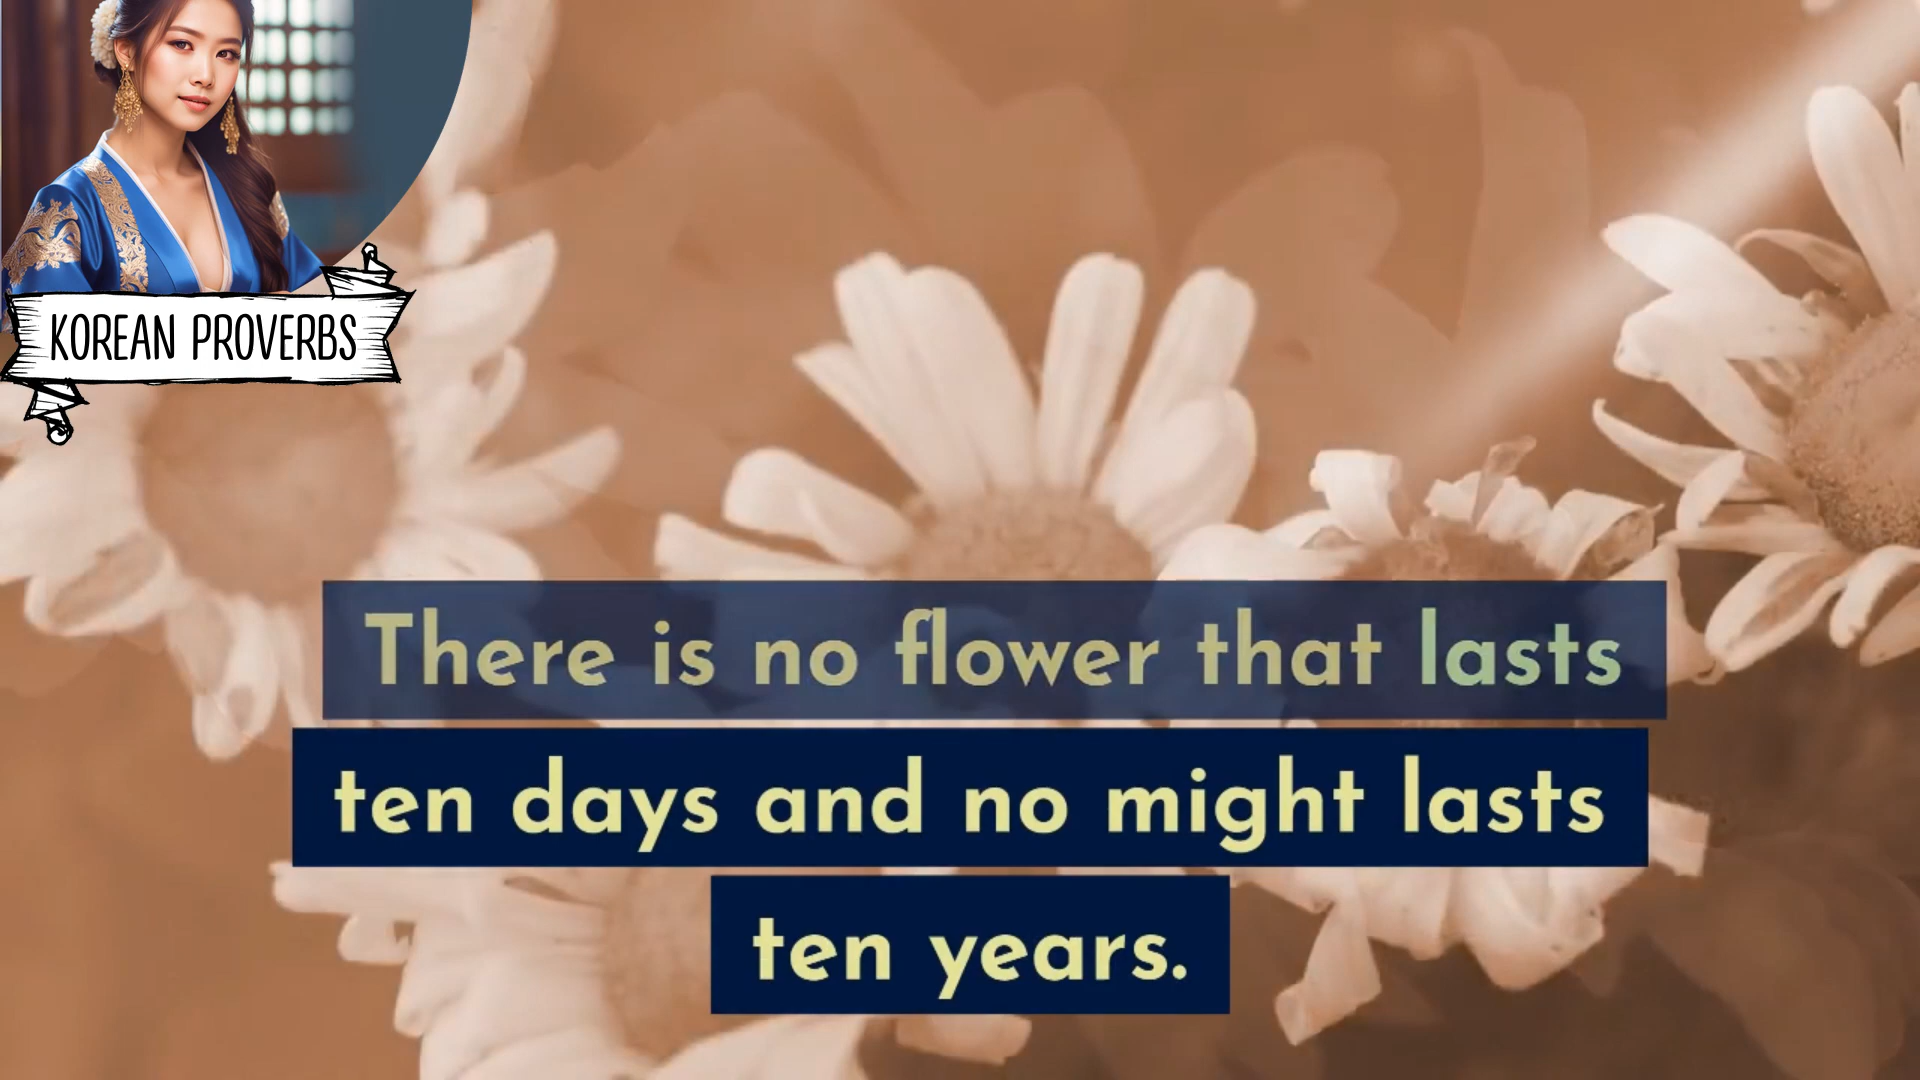 KOREAN PROVERBS
There is no flower that lasts
ten days and no might lasts
ten years.